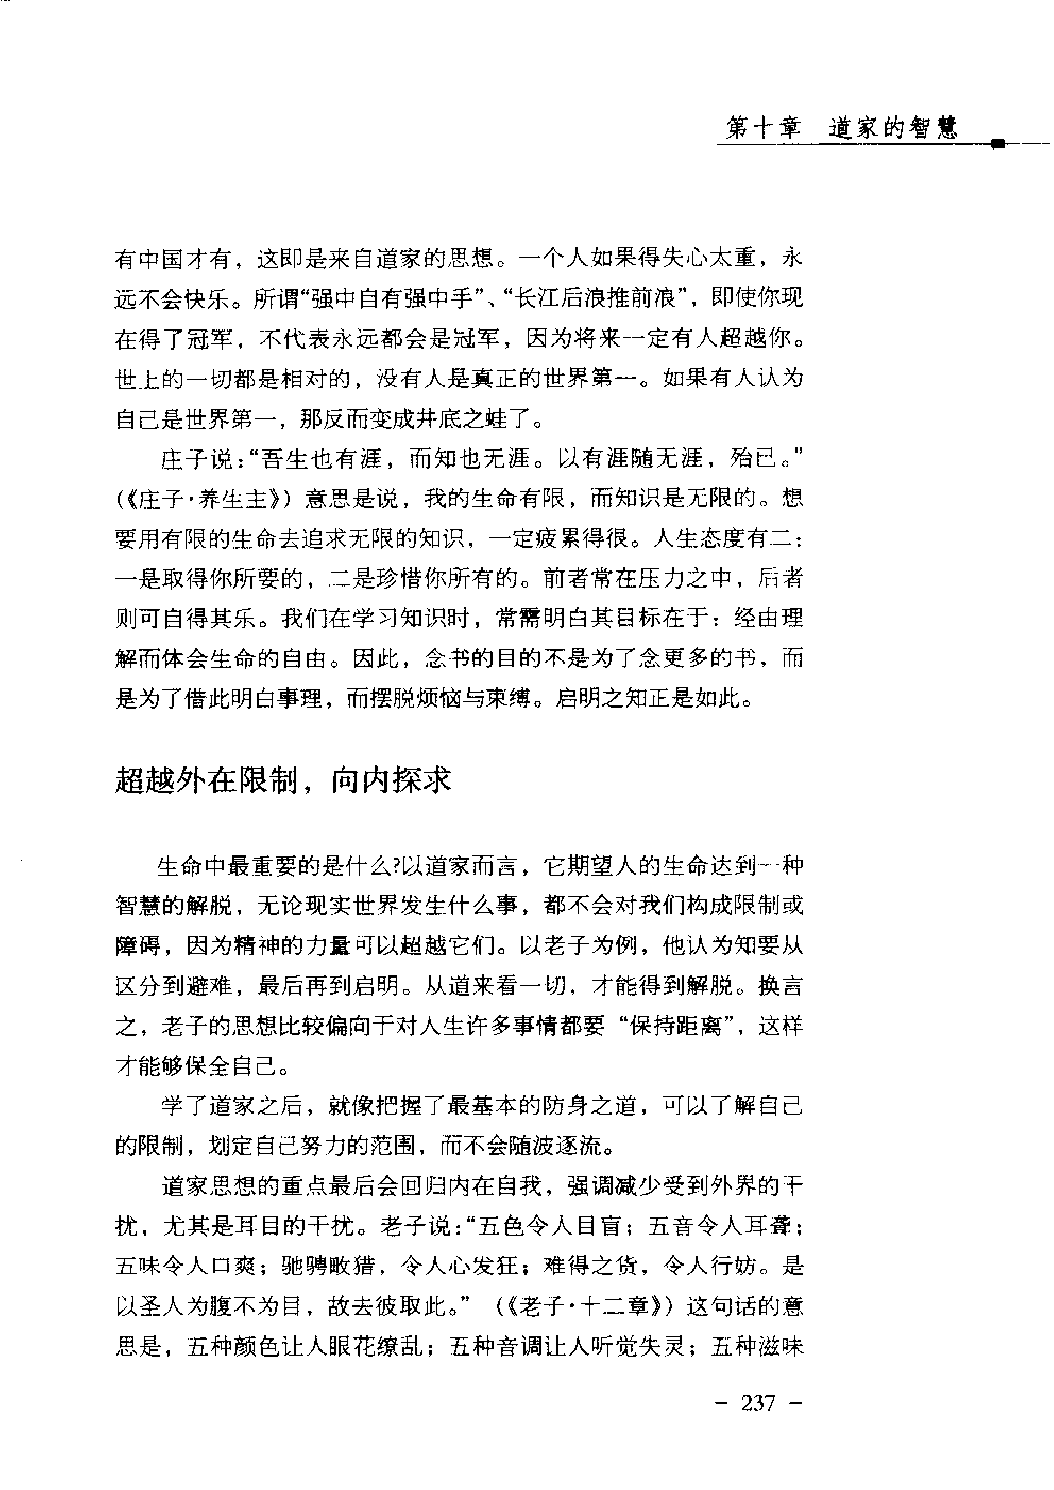 第十章　道家的智慧
有中国才有，这即是来自道家的思想。一个人如果得失心太重，永
远不会快乐。所谓“强中自有强中手”、“长江后浪推前浪”，即使你现
在得了冠军，不代表永远都会是冠军，因为将来一定有人超越你。
世上的一切都是相对的，没有人是真正的世界第一。如果有人认为
自己是世界第一，那反而变成井底之蛙了。
庄子说：“吾生也有涯，而知也无涯。以有涯随无涯，殆已。”
（《庄子·养生主》）意思是说，我的生命有限，而知识是无限的。想
要用有限的生命去追求无限的知识，一定疲累得很。人生态度有二：
一是取得你所要的，二是珍惜你所有的。前者常在压力之中，后者
则可自得其乐。我们在学习知识时，常需明白其目标在于：经由理
解而体会生命的自由。因此，念书的目的不是为了念更多的书，而
是为了借此明白事理，而摆脱烦恼与束缚。启明之知正是如此。
超越外在限制，向内探求
生命中最重要的是什么?以道家而言，它期望人的生命达到一种
智慧的解脱，无论现实世界发生什么事，都不会对我们构成限制或
障碍，因为精神的力量可以超越它们。以老子为例，他认为知要从
区分到避难，最后再到启明。从道来看一切，才能得到解脱。换言
之，老子的思想比较偏向于对人生许多事情都要“保持距离”，这样
才能够保全自己。
学了道家之后，就像把握了最基本的防身之道，可以了解自己
的限制，划定自己努力的范围，而不会随波逐流。
道家思想的重点最后会回归内在自我，强调减少受到外界的干
扰，尤其是耳目的干扰。老子说：“五色令人目盲；五音令人耳聋；
五味令人口爽；驰骋畋猎，令人心发狂；难得之货，令人行妨。是
以圣人为腹不为目，故去彼取此。”（《老子·十二章》）这句话的意
思是，五种颜色让人眼花缭乱；五种音调让人听觉失灵；五种滋味
- 237 -